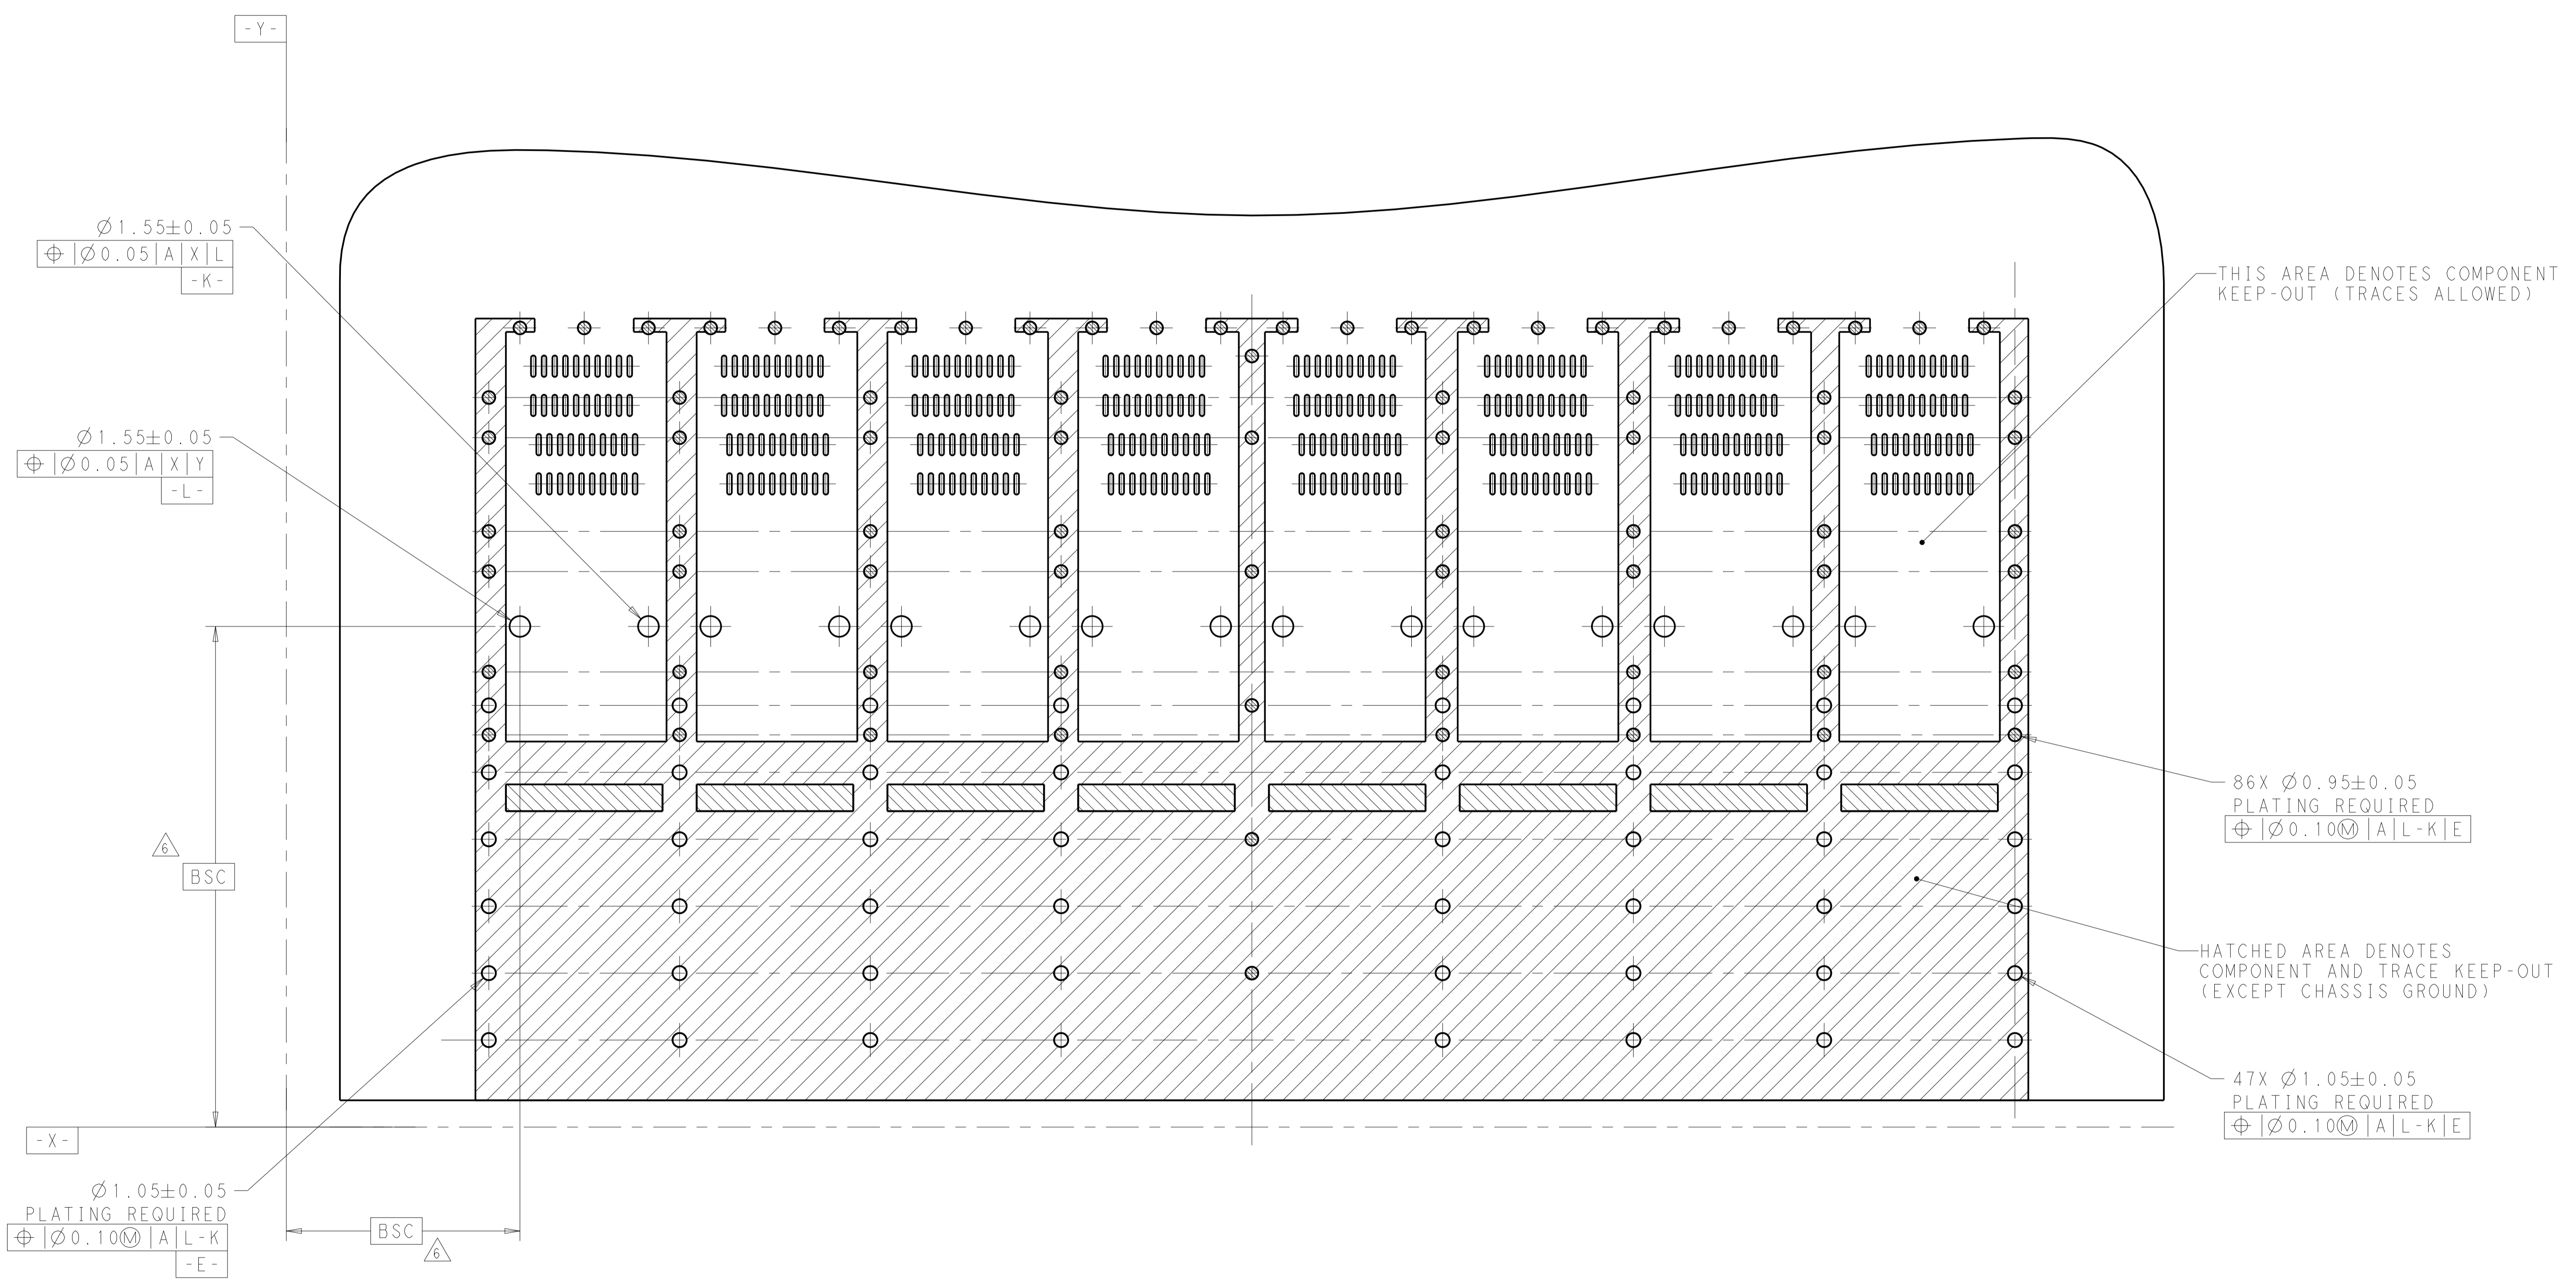 -Y-
Ø1.55±0.05
⌖|Ø0.05|A|X|L
-K-
THIS AREA DENOTES COMPONENT
KEEP-OUT (TRACES ALLOWED)
Ø1.55±0.05
⌖|Ø0.05|A|X|Y
-L-
86X Ø0.95±0.05
PLATING REQUIRED
⌖|Ø0.10Ⓜ|A|L-K|E
6
BSC
HATCHED AREA DENOTES
COMPONENT AND TRACE KEEP-OUT
(EXCEPT CHASSIS GROUND)
47X Ø1.05±0.05
PLATING REQUIRED
⌖|Ø0.10Ⓜ|A|L-K|E
-X-
Ø1.05±0.05
PLATING REQUIRED
⌖|Ø0.10Ⓜ|A|L-K
-E-
BSC
6